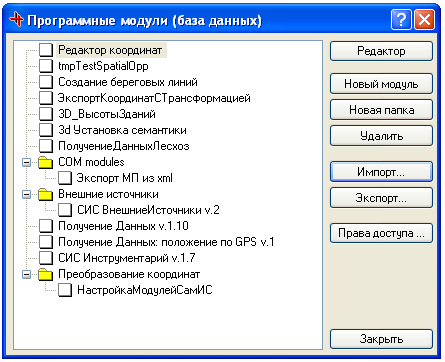 Программные модули (база данных)
Редактор координат
tmpTestSpatialOpp
Создание береговых линий
ЭкспортКоординатСТрансформацией
3D_ВысотыЗданий
3d Установка семантики
ПолучениеДанныхЛесхоз
COM modules
Экспорт МП из xml
Внешние источники
СИС ВнешниеИсточники v.2
Получение Данных v.1.10
Получение Данных: положение по GPS v.1
СИС Инструментарий v.1.7
Преобразование координат
НастройкаМодулейСамИС
Редактор
Новый модуль
Новая папка
Удалить
Импорт...
Экспорт...
Права доступа ...
Закрыть